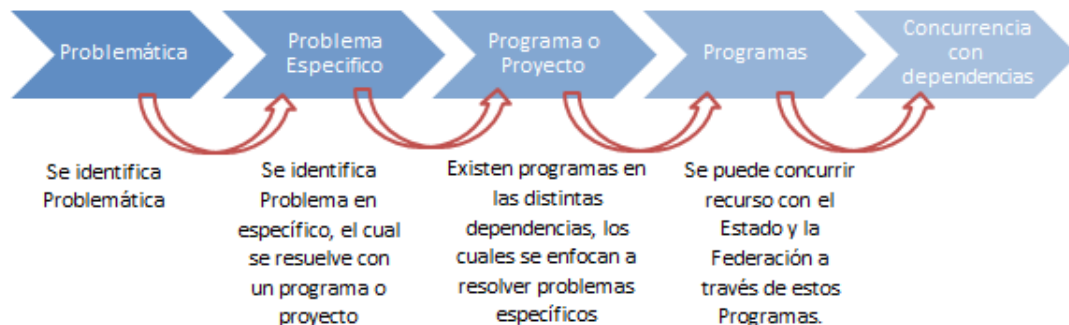 Problemática
Problema
Especifico
Programa o
Proyecto
Programas
Concurrencia
con
dependencias
Se identifica
Problemática
Se identifica
Problema en
específico, el cual
se resuelve con
un programa o
proyecto
Existen programas en
las distintas
dependencias, los
cuales se enfocan a
resolver problemas
específicos
Se puede concurrir
recurso con el
Estado y la
Federación a
través de estos
Programas.